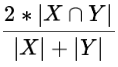 2 * |X ∩ Y|
|X| + |Y|